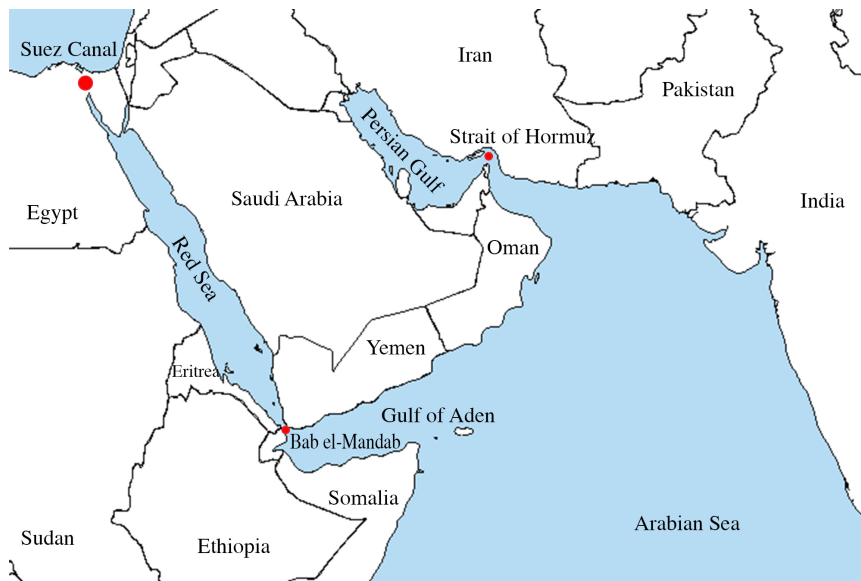 Suez Canal
Iran
Pakistan
Persian Gulf
Strait of Hormuz
Saudi Arabia
India
Egypt
Red Sea
Oman
Yemen
Eritrea
Gulf of Aden
Bab el-Mandab
Somalia
Arabian Sea
Sudan
Ethiopia